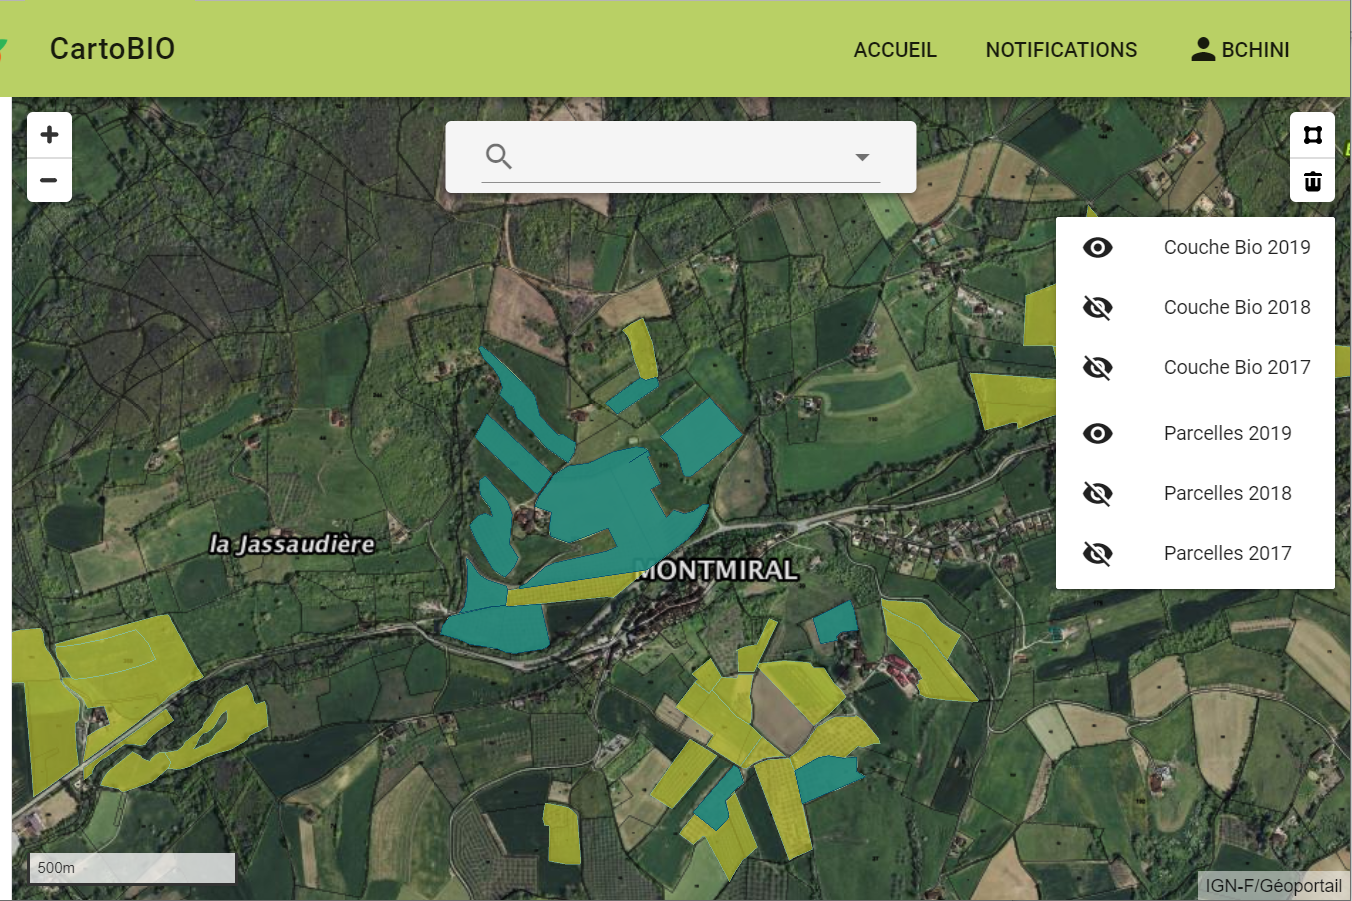 CartoBIO
ACCUEIL
NOTIFICATIONS
BCHINI
Couche Bio 2019
Couche Bio 2018
Couche Bio 2017
Parcelles 2019
Parcelles 2018
Parcelles 2017
la Jassaudière
MONTMIRAL
500m
IGN-F/Géoportail